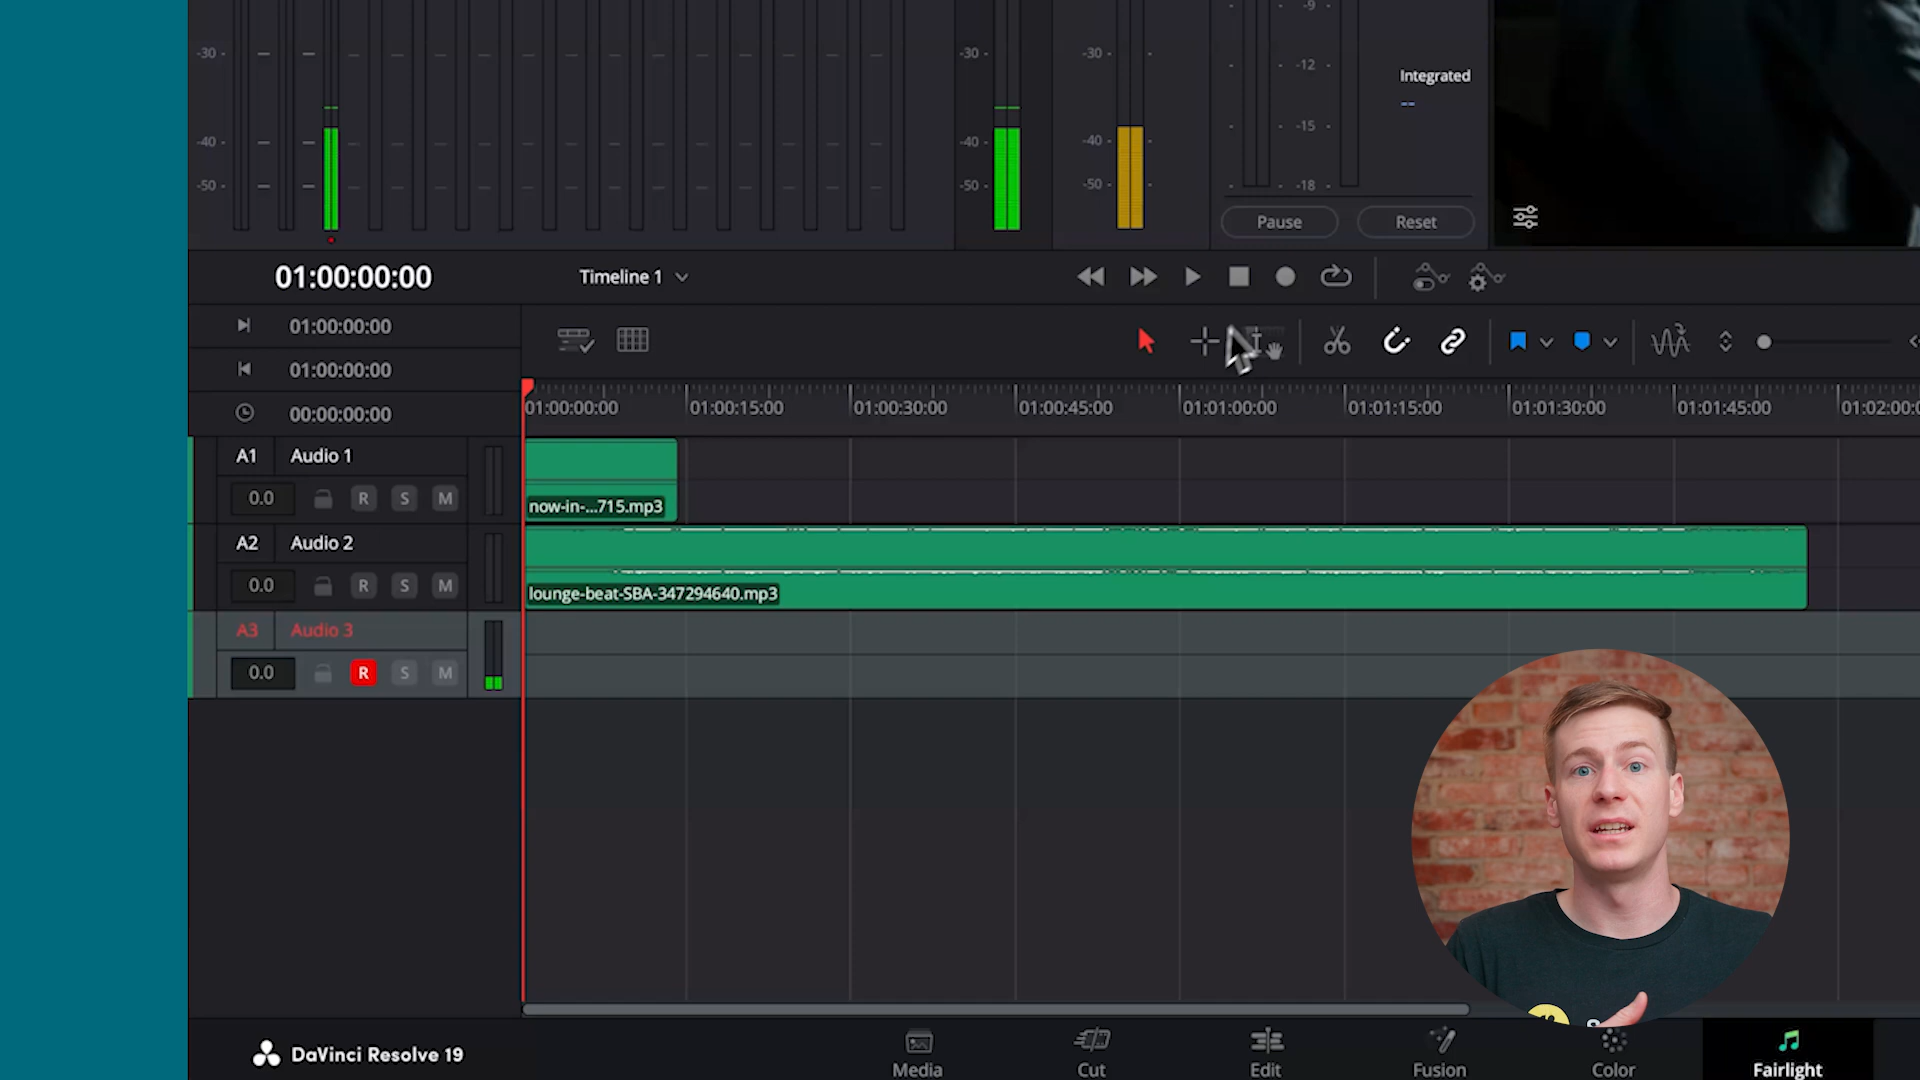 -9
-30 - -30 - -30 -
-12 Integrated
--
-40 - -40 - -40 - -15
-50 - -50 - -50 - -18
Pause Reset
01:00:00:00 Timeline 1
01:00:00:00
01:00:00:00
00:00:00:00
01:00:00:00 01:00:15:00 01:00:30:00 01:00:45:00 01:01:00:00 01:01:15:00 01:01:30:00 01:01:45:00 01:02:00:0
A1 Audio 1
0.0 R S M
now-in-...715.mp3
A2 Audio 2
0.0 R S M
lounge-beat-SBA-347294640.mp3
A3 Audio 3
0.0 R S M
DaVinci Resolve 19
Media Cut Edit Fusion Color Fairlight